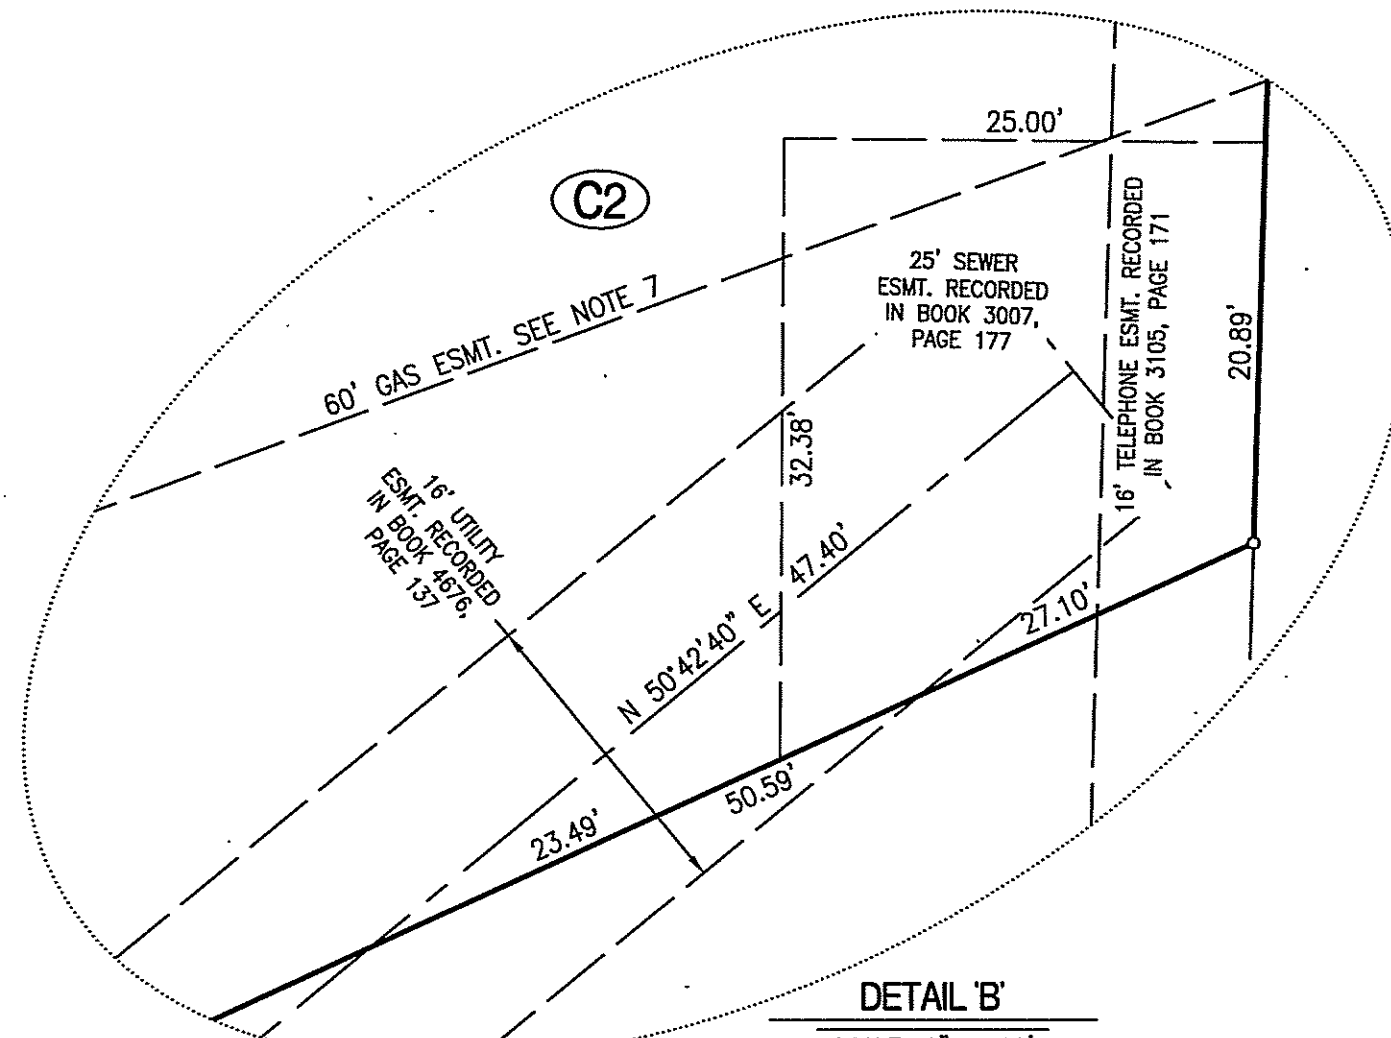 25.00'
C2
60' GAS ESMT. SEE NOTE 7
25' SEWER
ESMT. RECORDED
IN BOOK 3007,
PAGE 177
16' TELEPHONE ESMT. RECORDED
IN BOOK 3105, PAGE 171
20.89'
32.38'
16' UTILITY
ESMT. RECORDED
IN BOOK 4676,
PAGE 137
N 50°42'40" E 47.40'
27.10'
50.59'
23.49'
DETAIL 'B'